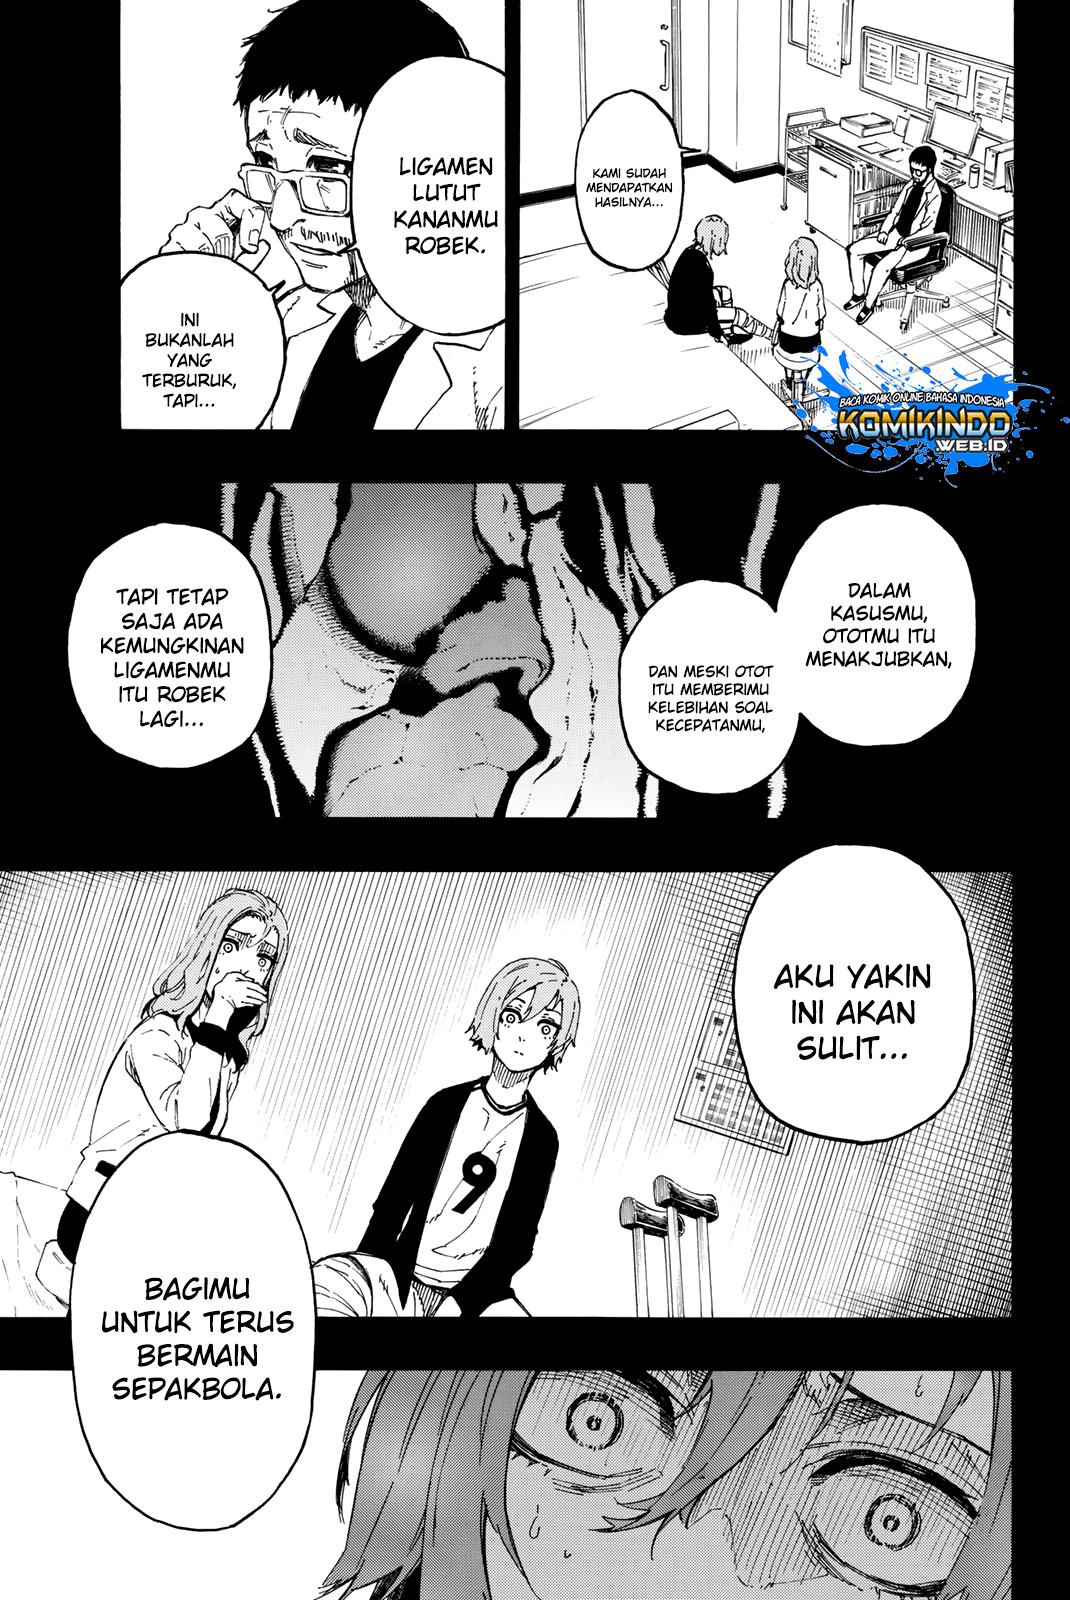 KAMI SUDAH
MENDAPATKAN
HASILNYA...
LIGAMEN
LUTUT
KANANMU
ROBEK.
INI
BUKANLAH
YANG
TERBURUK,
TAPI...
BACA KOMIK ONLINE BAHASA INDONESIA
KOMIKINDO
WEB.ID
DALAM
KASUSMU,
OTOTMU ITU
MENAKJUBKAN,
DAN MESKI OTOT
ITU MEMBERIMU
KELEBIHAN SOAL
KECEPATANMU,
TAPI TETAP
SAJA ADA
KEMUNGKINAN
LIGAMENMU
ITU ROBEK
LAGI...
AKU YAKIN
INI AKAN
SULIT...
9
BAGIMU
UNTUK TERUS
BERMAIN
SEPAKBOLA.